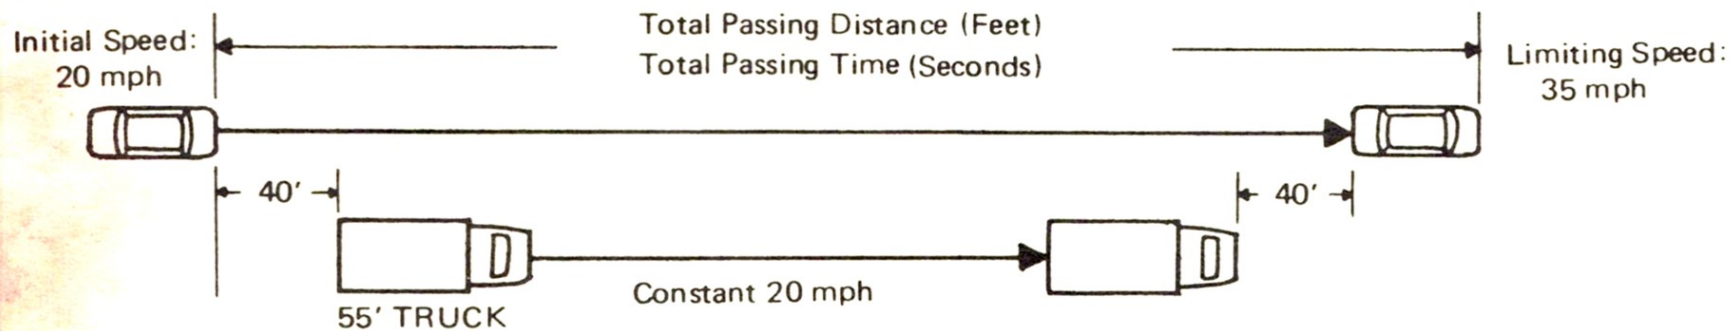 Initial Speed:
20 mph
Total Passing Distance (Feet)
Total Passing Time (Seconds)
Limiting Speed:
35 mph
40'
40'
Constant 20 mph
55' TRUCK